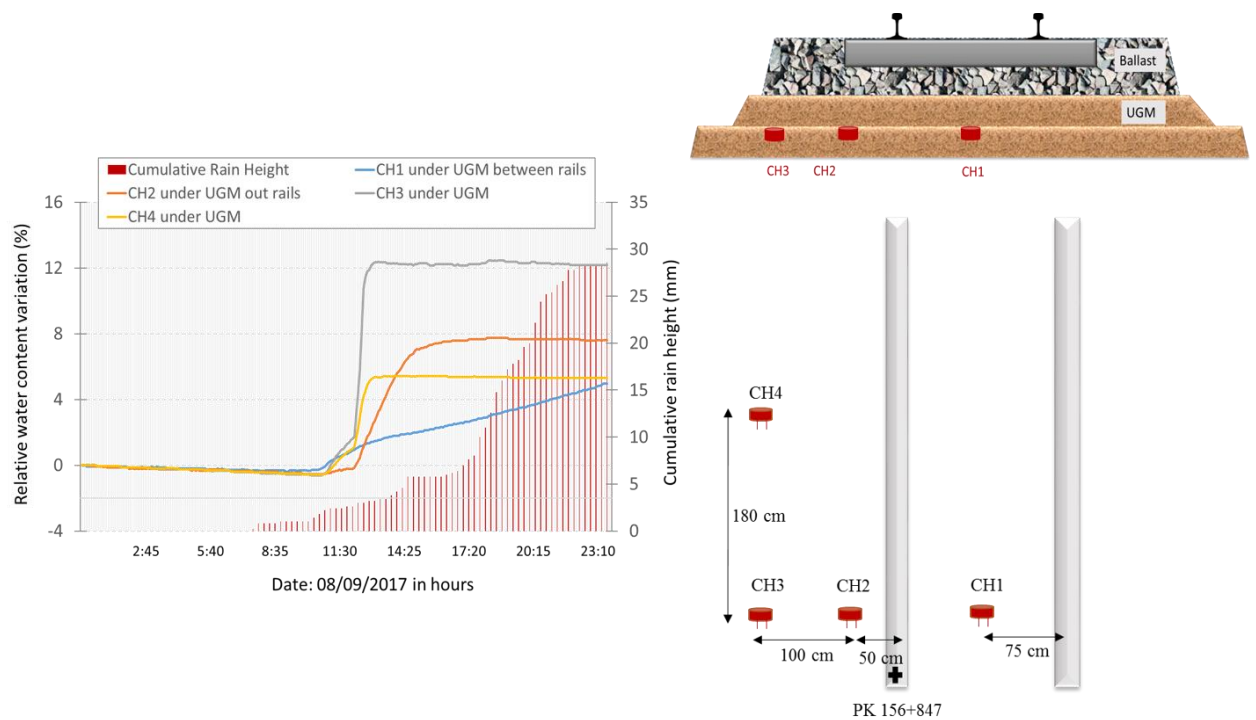 Cumulative Rain Height
CH1 under UGM between rails
CH2 under UGM out rails
CH3 under UGM
CH4 under UGM
Relative water content variation (%)
16
12
8
4
0
-4
35
30
25
20
15
10
5
0
Cumulative rain height (mm)
2:45 5:40 8:35 11:30 14:25 17:20 20:15 23:10
Date: 08/09/2017 in hours
Ballast
UGM
CH3 CH2 CH1
CH4
180 cm
CH3 CH2 CH1
100 cm 50 cm 75 cm
PK 156+847